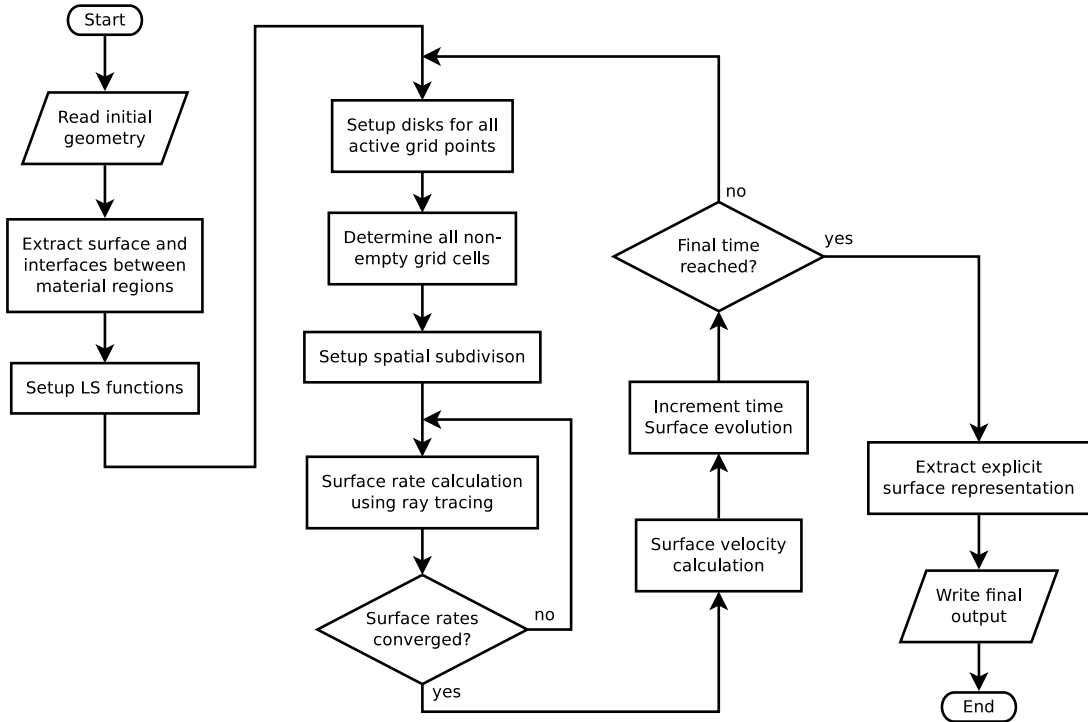 Start
Read initial
geometry
Extract surface and
interfaces between
material regions
Setup LS functions
Setup disks for all
active grid points
Determine all non-
empty grid cells
Setup spatial subdivison
Surface rate calculation
using ray tracing
Surface rates
converged?
no
yes
Surface velocity
calculation
Increment time
Surface evolution
Final time
reached?
no
yes
Extract explicit
surface representation
Write final
output
End